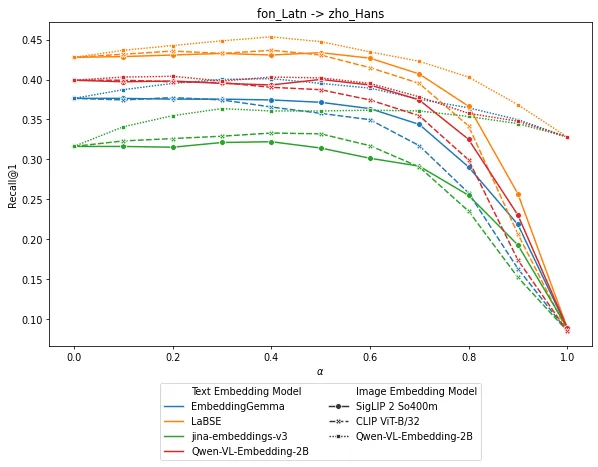 fon_Latn -> zho_Hans
0.45
0.40
0.35
0.30
0.25
0.20
0.15
0.10
Recall@1
0.0 0.2 0.4 0.6 0.8 1.0
α
Text Embedding Model Image Embedding Model
EmbeddingGemma SigLIP 2 So400m
LaBSE CLIP ViT-B/32
jina-embeddings-v3 Qwen-VL-Embedding-2B
Qwen-VL-Embedding-2B